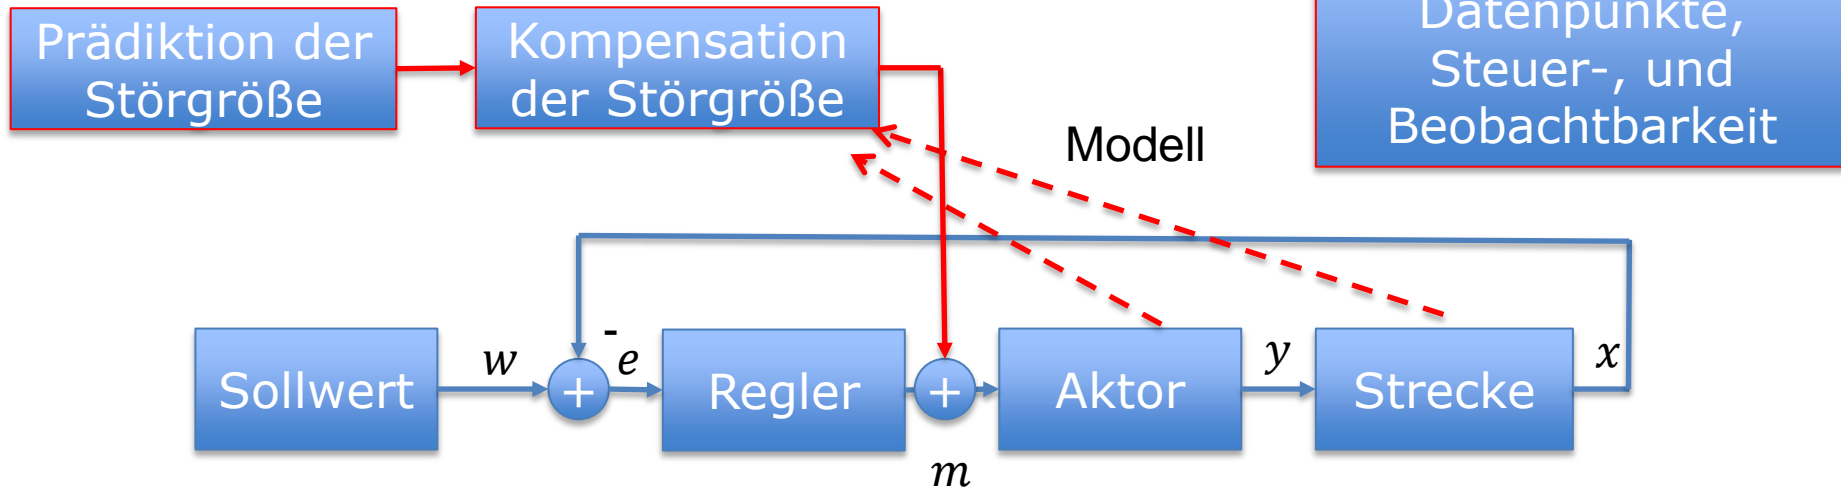 Prädiktion der
Störgröße
Kompensation
der Störgröße
Datenpunkte,
Steuer-, und
Beobachtbarkeit
Modell
Sollwert
w
+
-
e
Regler
+
m
Aktor
y
Strecke
x